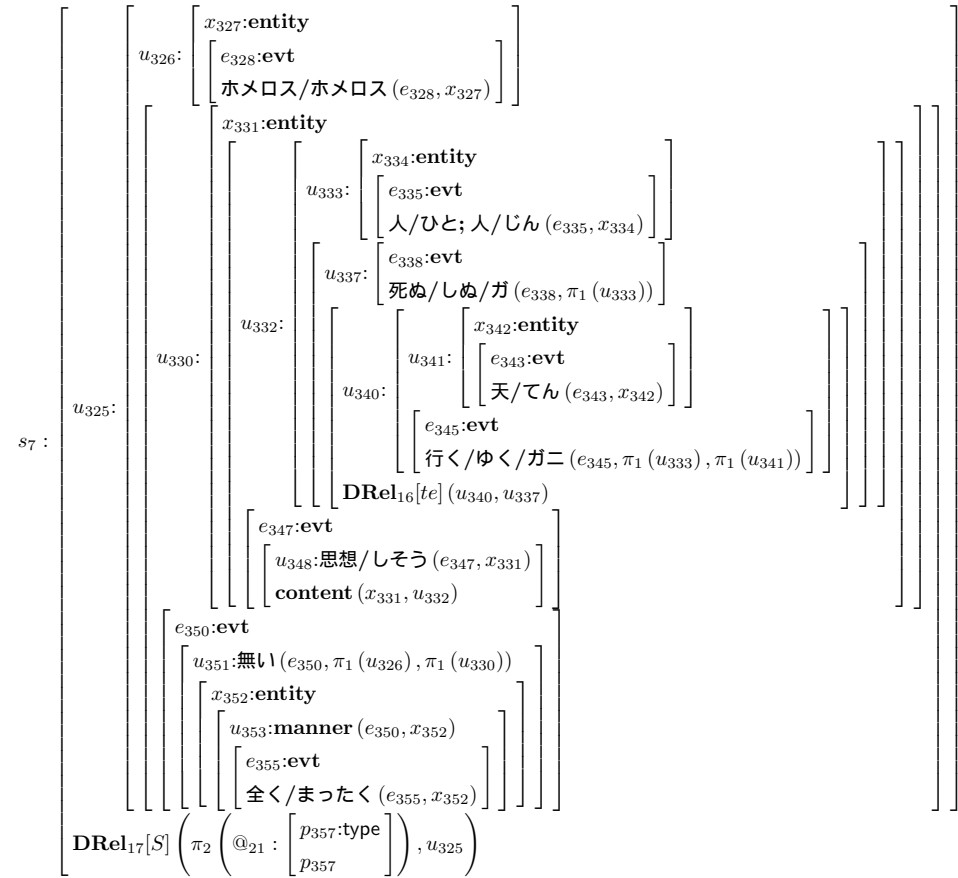 x327:entity
u326:
e328:evt
ホメロス/ホメロス (e328, x327)
x331:entity
x334:entity
u333:
e335:evt
人/ひと; 人/じん (e335, x334)
e338:evt
u337:
死ぬ/しぬ/ガ (e338, π1 (u333))
u332:
x342:entity
u330:
u341:
e343:evt
u340:
天/てん (e343, x342)
u325:
e345:evt
s7 :
行く/ゆく/ガニ (e345, π1 (u333) , π1 (u341))
DRel16[te] (u340, u337)
e347:evt
u348:思想/しそう (e347, x331)
content (x331, u332)
e350:evt
u351:無い (e350, π1 (u326) , π1 (u330))
x352:entity
u353:manner (e350, x352)
e355:evt
全く/まったく (e355, x352)
DRel17[S] ( π2 ( @21 : [ p357:type
p357 ] ) , u325 )